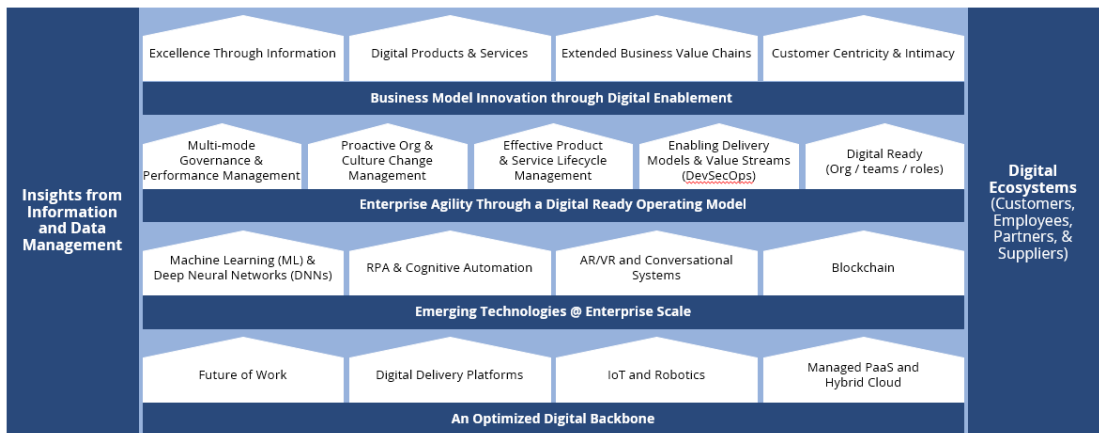 Insights from
Information
and Data
Management
Excellence Through Information
Digital Products & Services
Extended Business Value Chains
Customer Centricity & Intimacy
Business Model Innovation through Digital Enablement
Multi-mode
Governance &
Performance Management
Proactive Org &
Culture Change
Management
Effective Product
& Service Lifecycle
Management
Enabling Delivery
Models & Value Streams
(DevSecOps)
Digital Ready
(Org / teams / roles)
Enterprise Agility Through a Digital Ready Operating Model
Machine Learning (ML) &
Deep Neural Networks (DNNs)
RPA & Cognitive Automation
AR/VR and Conversational
Systems
Blockchain
Emerging Technologies @ Enterprise Scale
Future of Work
Digital Delivery Platforms
IoT and Robotics
Managed PaaS and
Hybrid Cloud
An Optimized Digital Backbone
Digital
Ecosystems
(Customers,
Employees,
Partners, &
Suppliers)